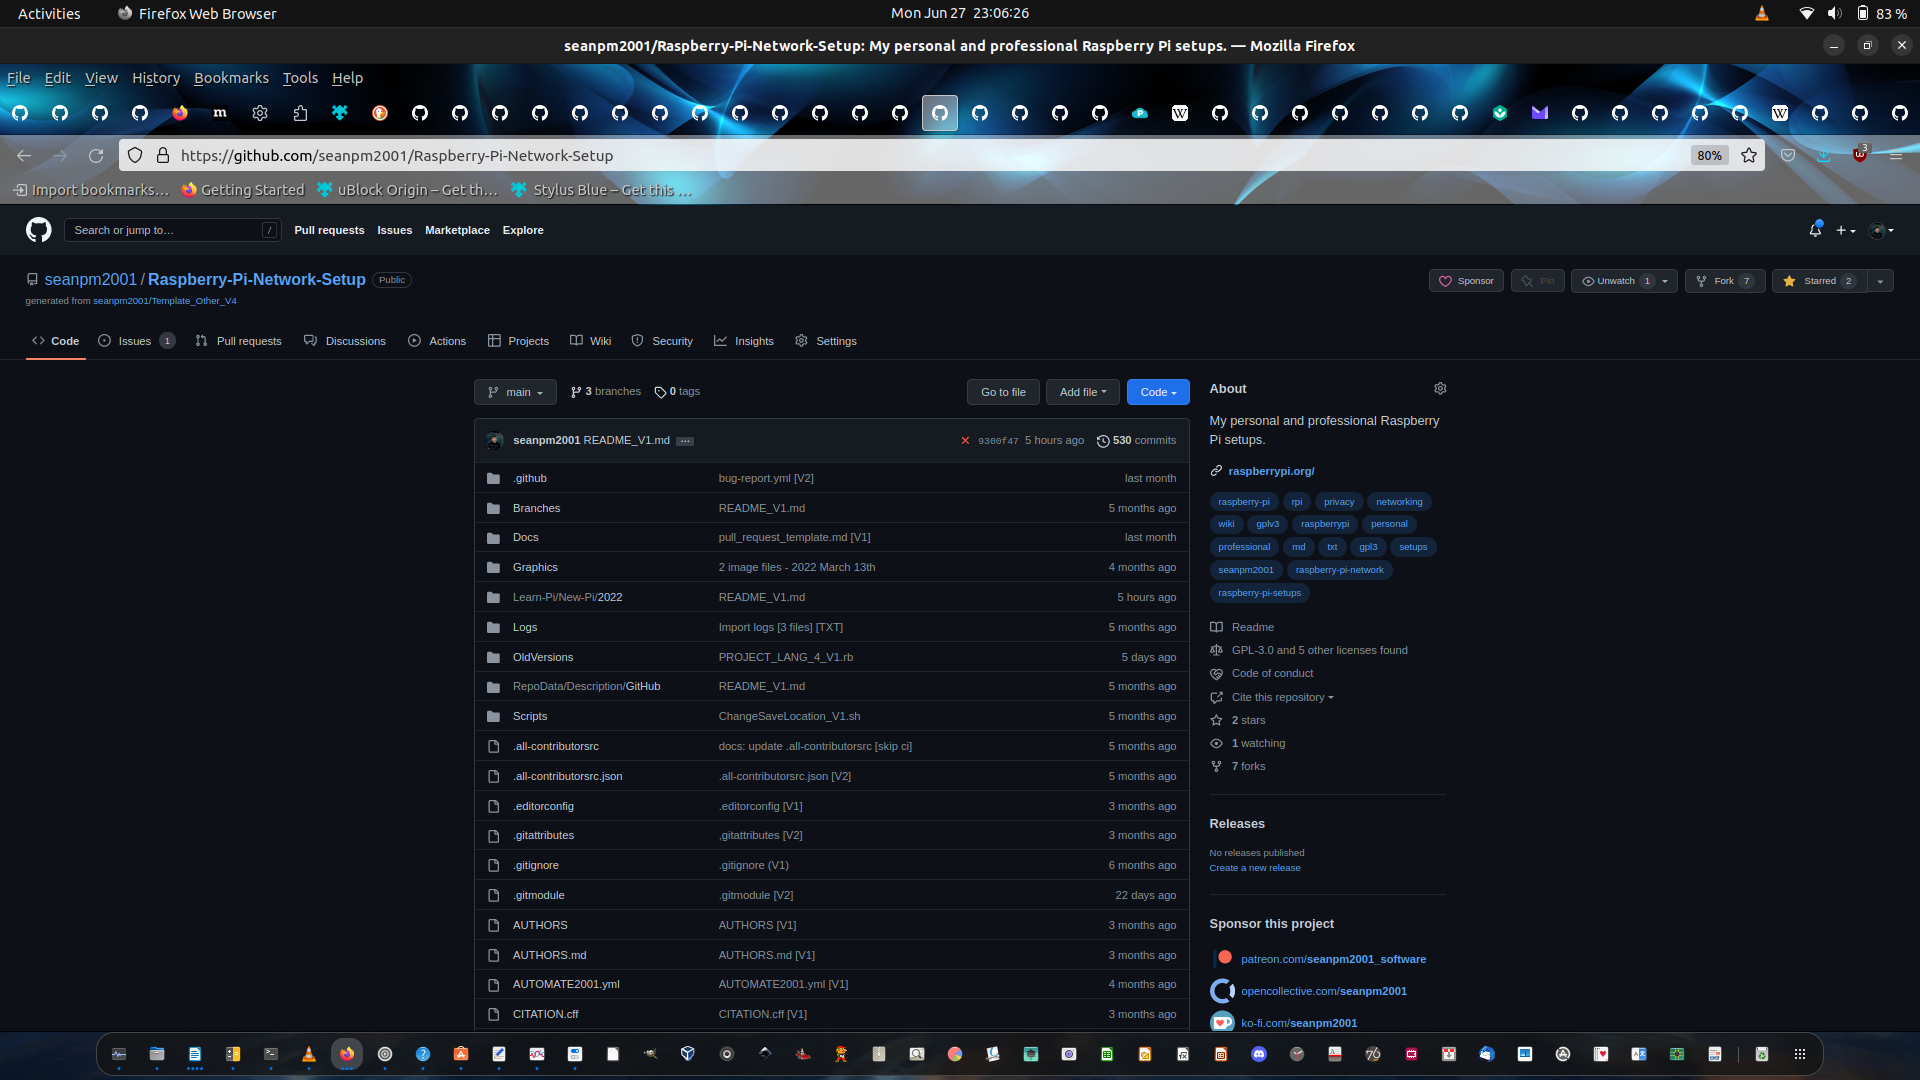 Activities Firefox Web Browser Mon Jun 27 23:06:26 83 %
seanpm2001/Raspberry-Pi-Network-Setup: My personal and professional Raspberry Pi setups. — Mozilla Firefox
File Edit View History Bookmarks Tools Help
https://github.com/seanpm2001/Raspberry-Pi-Network-Setup 80% 3
Import bookmarks… Getting Started uBlock Origin – Get th… Stylus Blue – Get this …
Search or jump to… / Pull requests Issues Marketplace Explore
seanpm2001 / Raspberry-Pi-Network-Setup Public Sponsor Pin Unwatch 1 Fork 7 Starred 2
generated from seanpm2001/Template_Other_V4
Code Issues 1 Pull requests Discussions Actions Projects Wiki Security Insights Settings
main 3 branches 0 tags Go to file Add file Code
seanpm2001 README_V1.md ... 9300f47 5 hours ago 530 commits
.github bug-report.yml [V2] last month
Branches README_V1.md 5 months ago
Docs pull_request_template.md [V1] last month
Graphics 2 image files - 2022 March 13th 4 months ago
Learn-Pi/New-Pi/2022 README_V1.md 5 hours ago
Logs Import logs [3 files] [TXT] 5 months ago
OldVersions PROJECT_LANG_4_V1.rb 5 days ago
RepoData/Description/GitHub README_V1.md 5 months ago
Scripts ChangeSaveLocation_V1.sh 5 months ago
.all-contributorsrc docs: update .all-contributorsrc [skip ci] 5 months ago
.all-contributorsrc.json .all-contributorsrc.json [V2] 5 months ago
.editorconfig .editorconfig [V1] 3 months ago
.gitattributes .gitattributes [V2] 3 months ago
.gitignore .gitignore (V1) 6 months ago
.gitmodule .gitmodule [V2] 22 days ago
AUTHORS AUTHORS [V1] 3 months ago
AUTHORS.md AUTHORS.md [V1] 3 months ago
AUTOMATE2001.yml AUTOMATE2001.yml [V1] 4 months ago
CITATION.cff CITATION.cff [V1] 3 months ago
About
My personal and professional Raspberry
Pi setups.
raspberrypi.org/
raspberry-pi rpi privacy networking
wiki gplv3 raspberrypi personal
professional md txt gpl3 setups
seanpm2001 raspberry-pi-network
raspberry-pi-setups
Readme
GPL-3.0 and 5 other licenses found
Code of conduct
Cite this repository
2 stars
1 watching
7 forks
Releases
No releases published
Create a new release
Sponsor this project
patreon.com/seanpm2001_software
opencollective.com/seanpm2001
ko-fi.com/seanpm2001